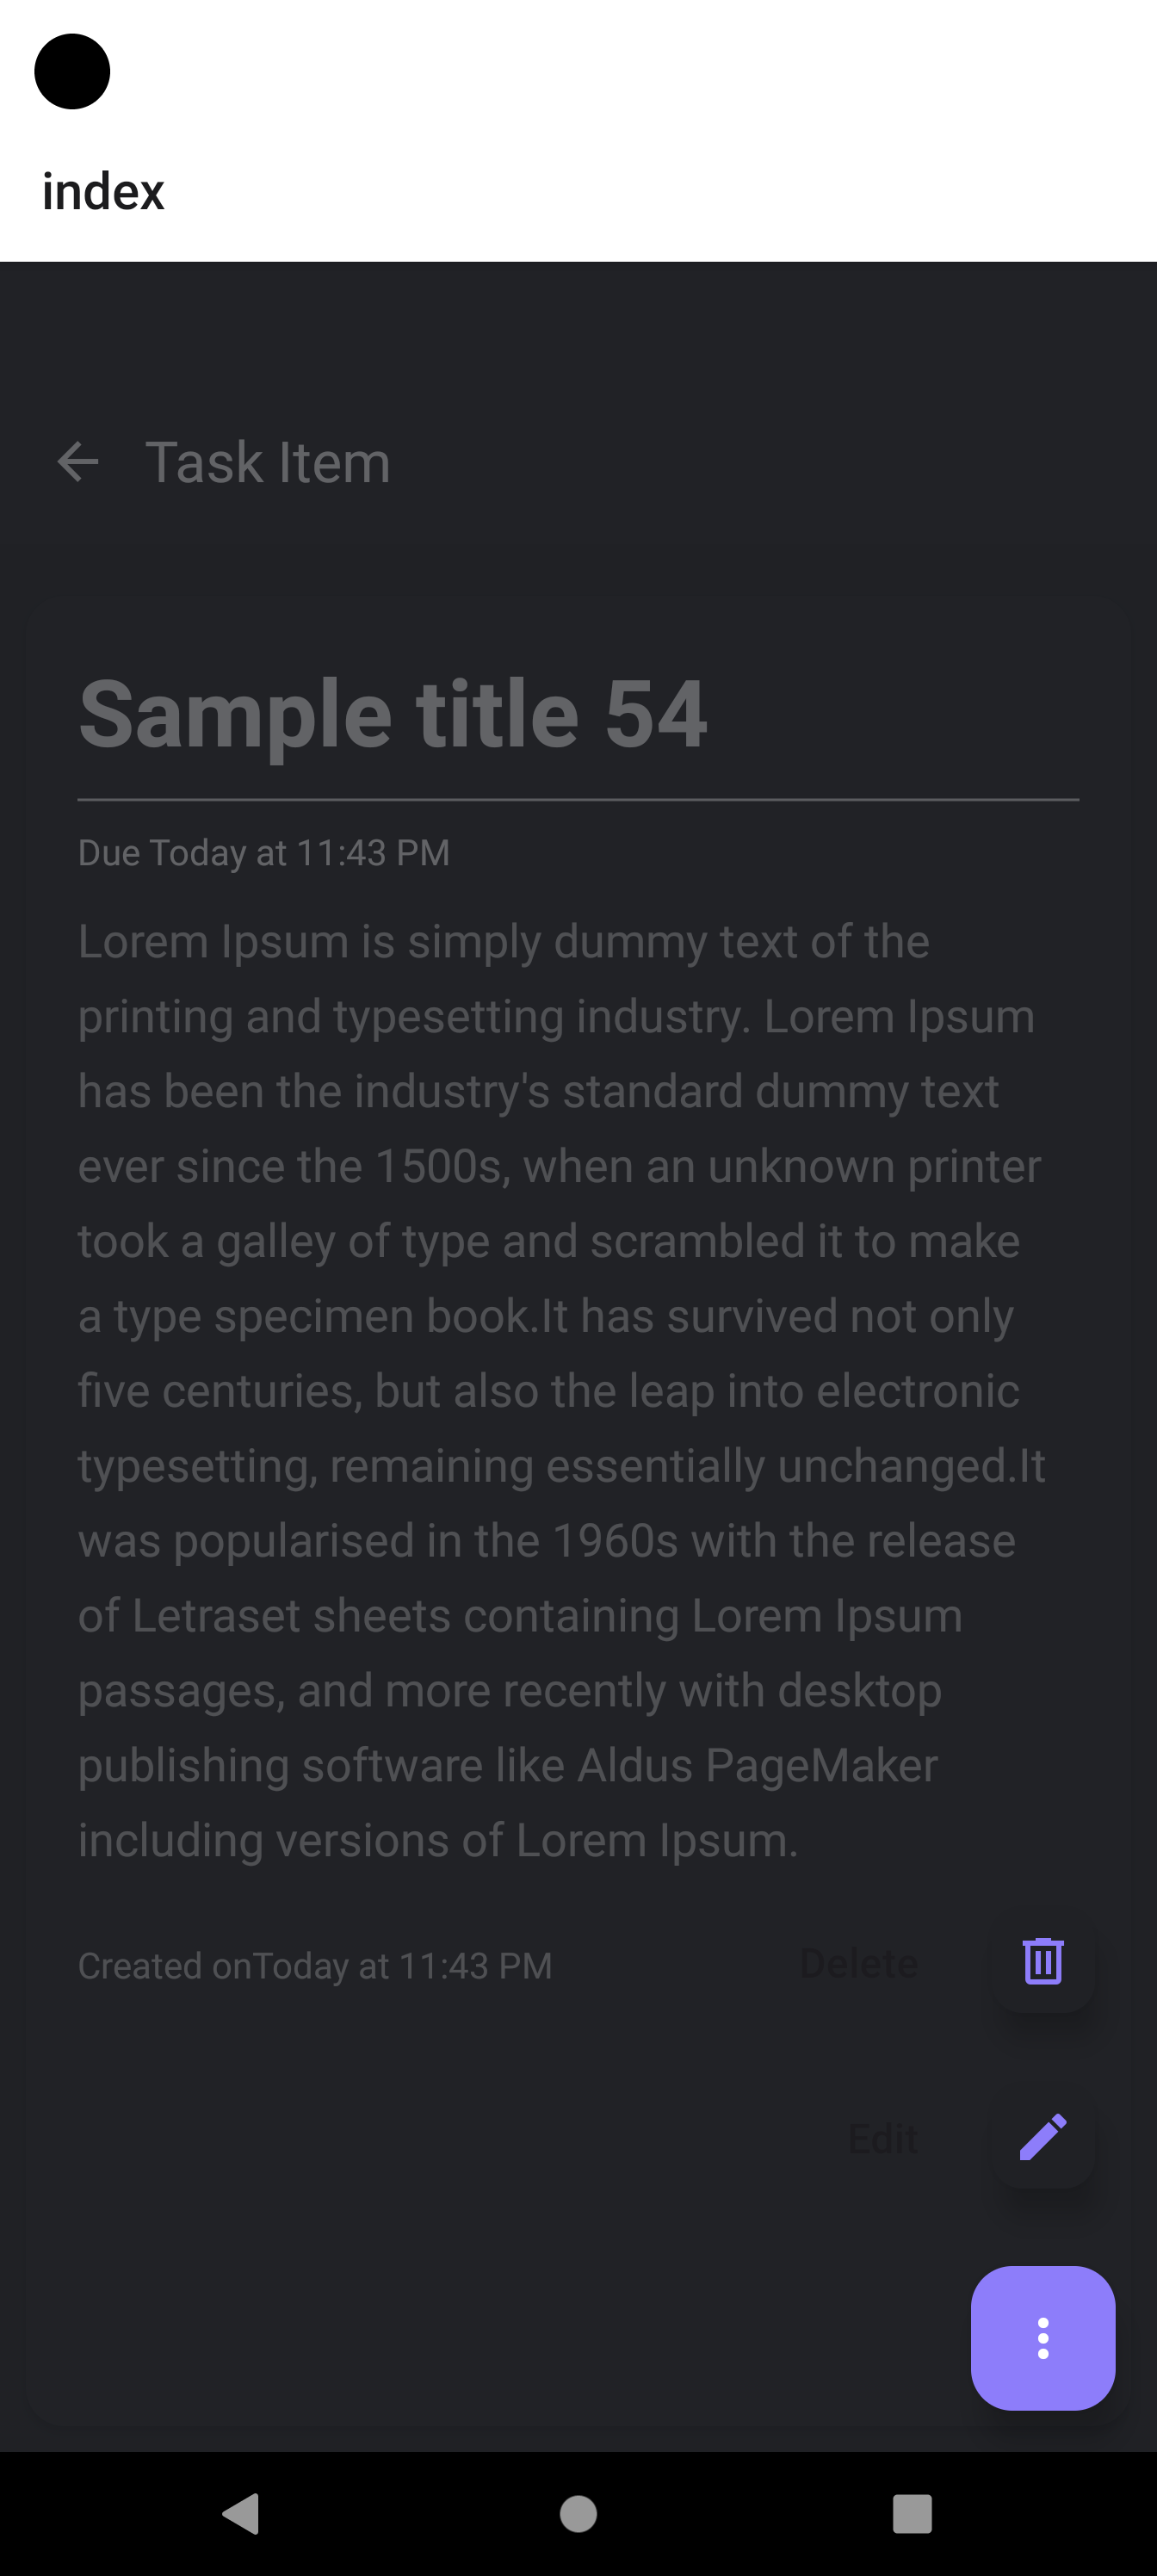 index
Task Item
Sample title 54
Due Today at 11:43 PM
Lorem Ipsum is simply dummy text of the
printing and typesetting industry. Lorem Ipsum
has been the industry's standard dummy text
ever since the 1500s, when an unknown printer
took a galley of type and scrambled it to make
a type specimen book.It has survived not only
five centuries, but also the leap into electronic
typesetting, remaining essentially unchanged.It
was popularised in the 1960s with the release
of Letraset sheets containing Lorem Ipsum
passages, and more recently with desktop
publishing software like Aldus PageMaker
including versions of Lorem Ipsum.
Created onToday at 11:43 PM
Delete
Edit